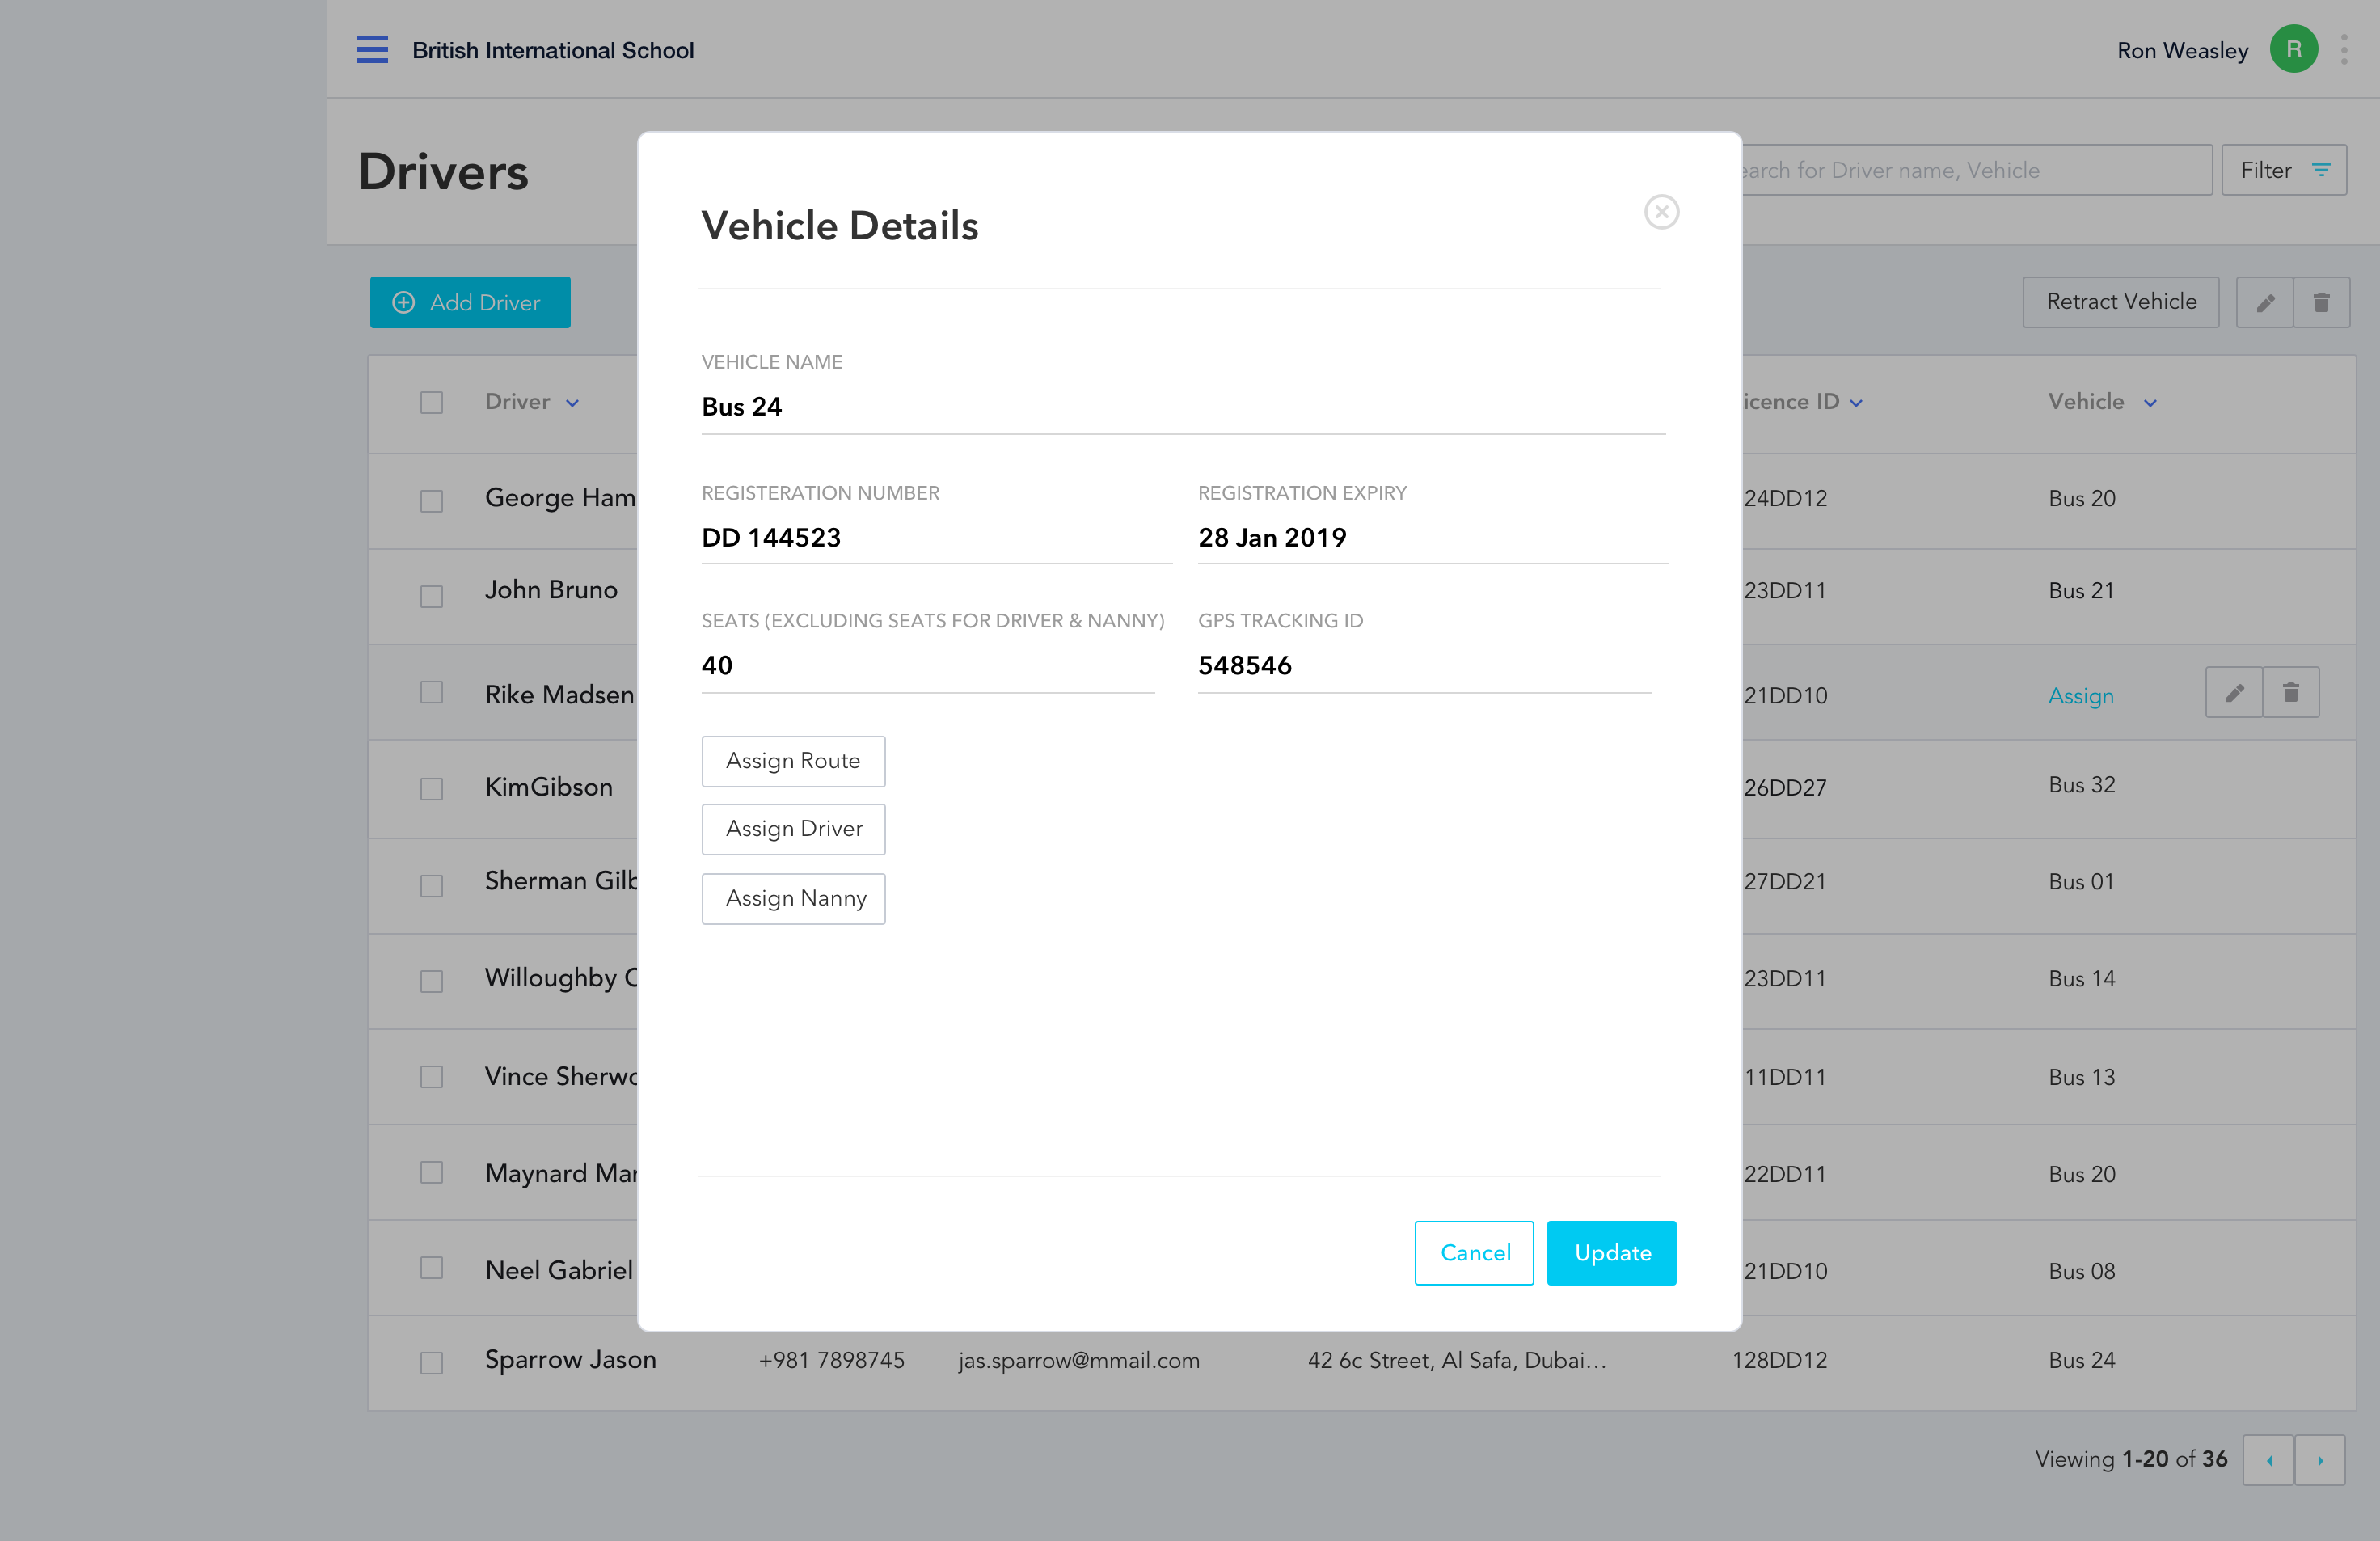 British International School
Ron Weasley R
Drivers
earch for Driver name, Vehicle Filter
Vehicle Details
Add Driver
Retract Vehicle
VEHICLE NAME
Bus 24
Driver icence ID Vehicle
REGISTERATION NUMBER REGISTRATION EXPIRY
DD 144523 28 Jan 2019
George Ham 24DD12 Bus 20
John Bruno 23DD11 Bus 21
SEATS (EXCLUDING SEATS FOR DRIVER & NANNY) GPS TRACKING ID
40 548546
Rike Madsen 21DD10 Assign
Assign Route
KimGibson 26DD27 Bus 32
Assign Driver
Sherman Gilb 27DD21 Bus 01
Assign Nanny
Willoughby 23DD11 Bus 14
Vince Sherwo 11DD11 Bus 13
Maynard Mar 22DD11 Bus 20
Cancel Update
Neel Gabriel 21DD10 Bus 08
Sparrow Jason +981 7898745 jas.sparrow@mmail.com 42 6c Street, Al Safa, Dubai... 128DD12 Bus 24
Viewing 1-20 of 36